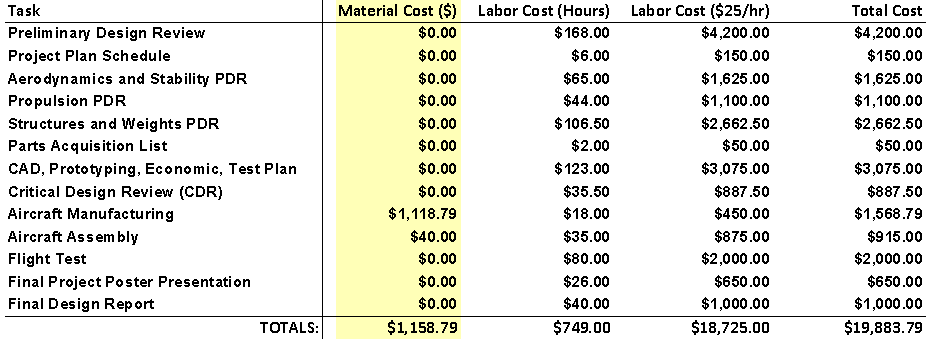 Task Material Cost ($) Labor Cost (Hours) Labor Cost ($25/hr) Total Cost
Preliminary Design Review $0.00 $168.00 $4,200.00 $4,200.00
Project Plan Schedule $0.00 $6.00 $150.00 $150.00
Aerodynamics and Stability PDR $0.00 $65.00 $1,625.00 $1,625.00
Propulsion PDR $0.00 $44.00 $1,100.00 $1,100.00
Structures and Weights PDR $0.00 $106.50 $2,662.50 $2,662.50
Parts Acquisition List $0.00 $2.00 $50.00 $50.00
CAD, Prototyping, Economic, Test Plan $0.00 $123.00 $3,075.00 $3,075.00
Critical Design Review (CDR) $0.00 $35.50 $887.50 $887.50
Aircraft Manufacturing $1,118.79 $18.00 $450.00 $1,568.79
Aircraft Assembly $40.00 $35.00 $875.00 $915.00
Flight Test $0.00 $80.00 $2,000.00 $2,000.00
Final Project Poster Presentation $0.00 $26.00 $650.00 $650.00
Final Design Report $0.00 $40.00 $1,000.00 $1,000.00
TOTALS: $1,158.79 $749.00 $18,725.00 $19,883.79